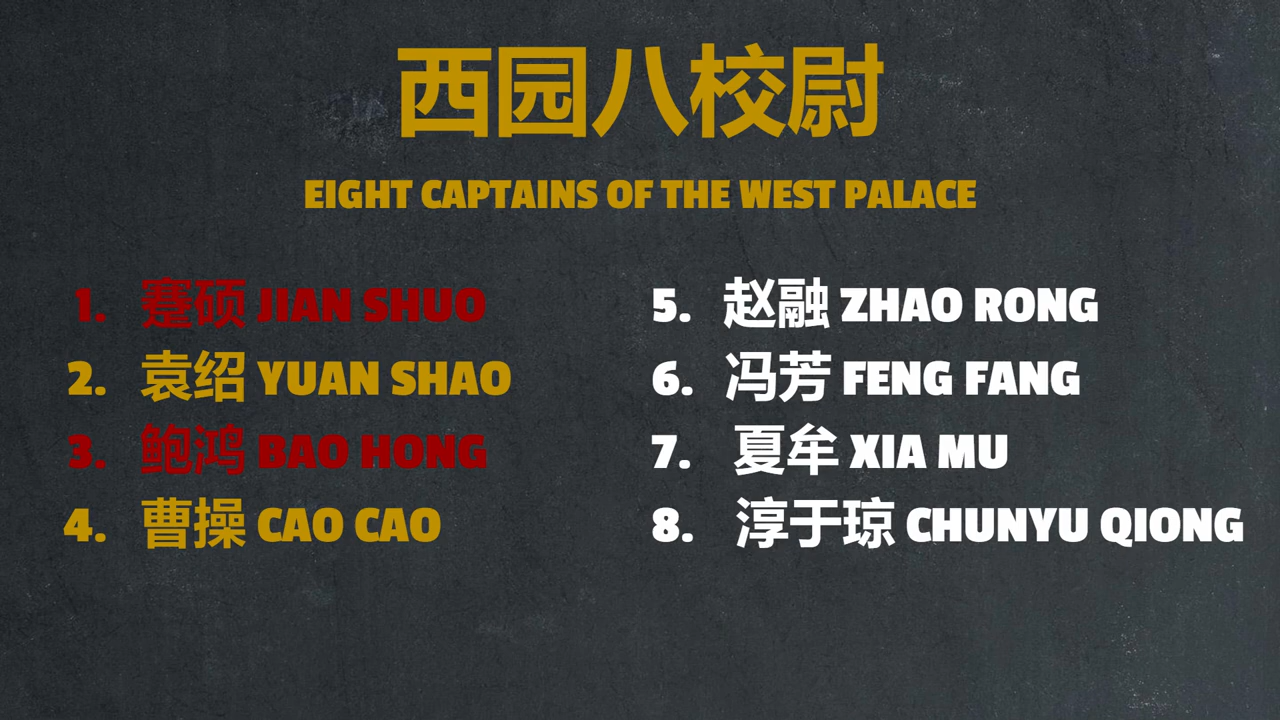 西园八校尉
EIGHT CAPTAINS OF THE WEST PALACE
1. 蹇硕 JIAN SHUO
2. 袁绍 YUAN SHAO
3. 鲍鸿 BAO HONG
4. 曹操 CAO CAO
5. 赵融 ZHAO RONG
6. 冯芳 FENG FANG
7. 夏牟 XIA MU
8. 淳于琼 CHUNYU QIONG